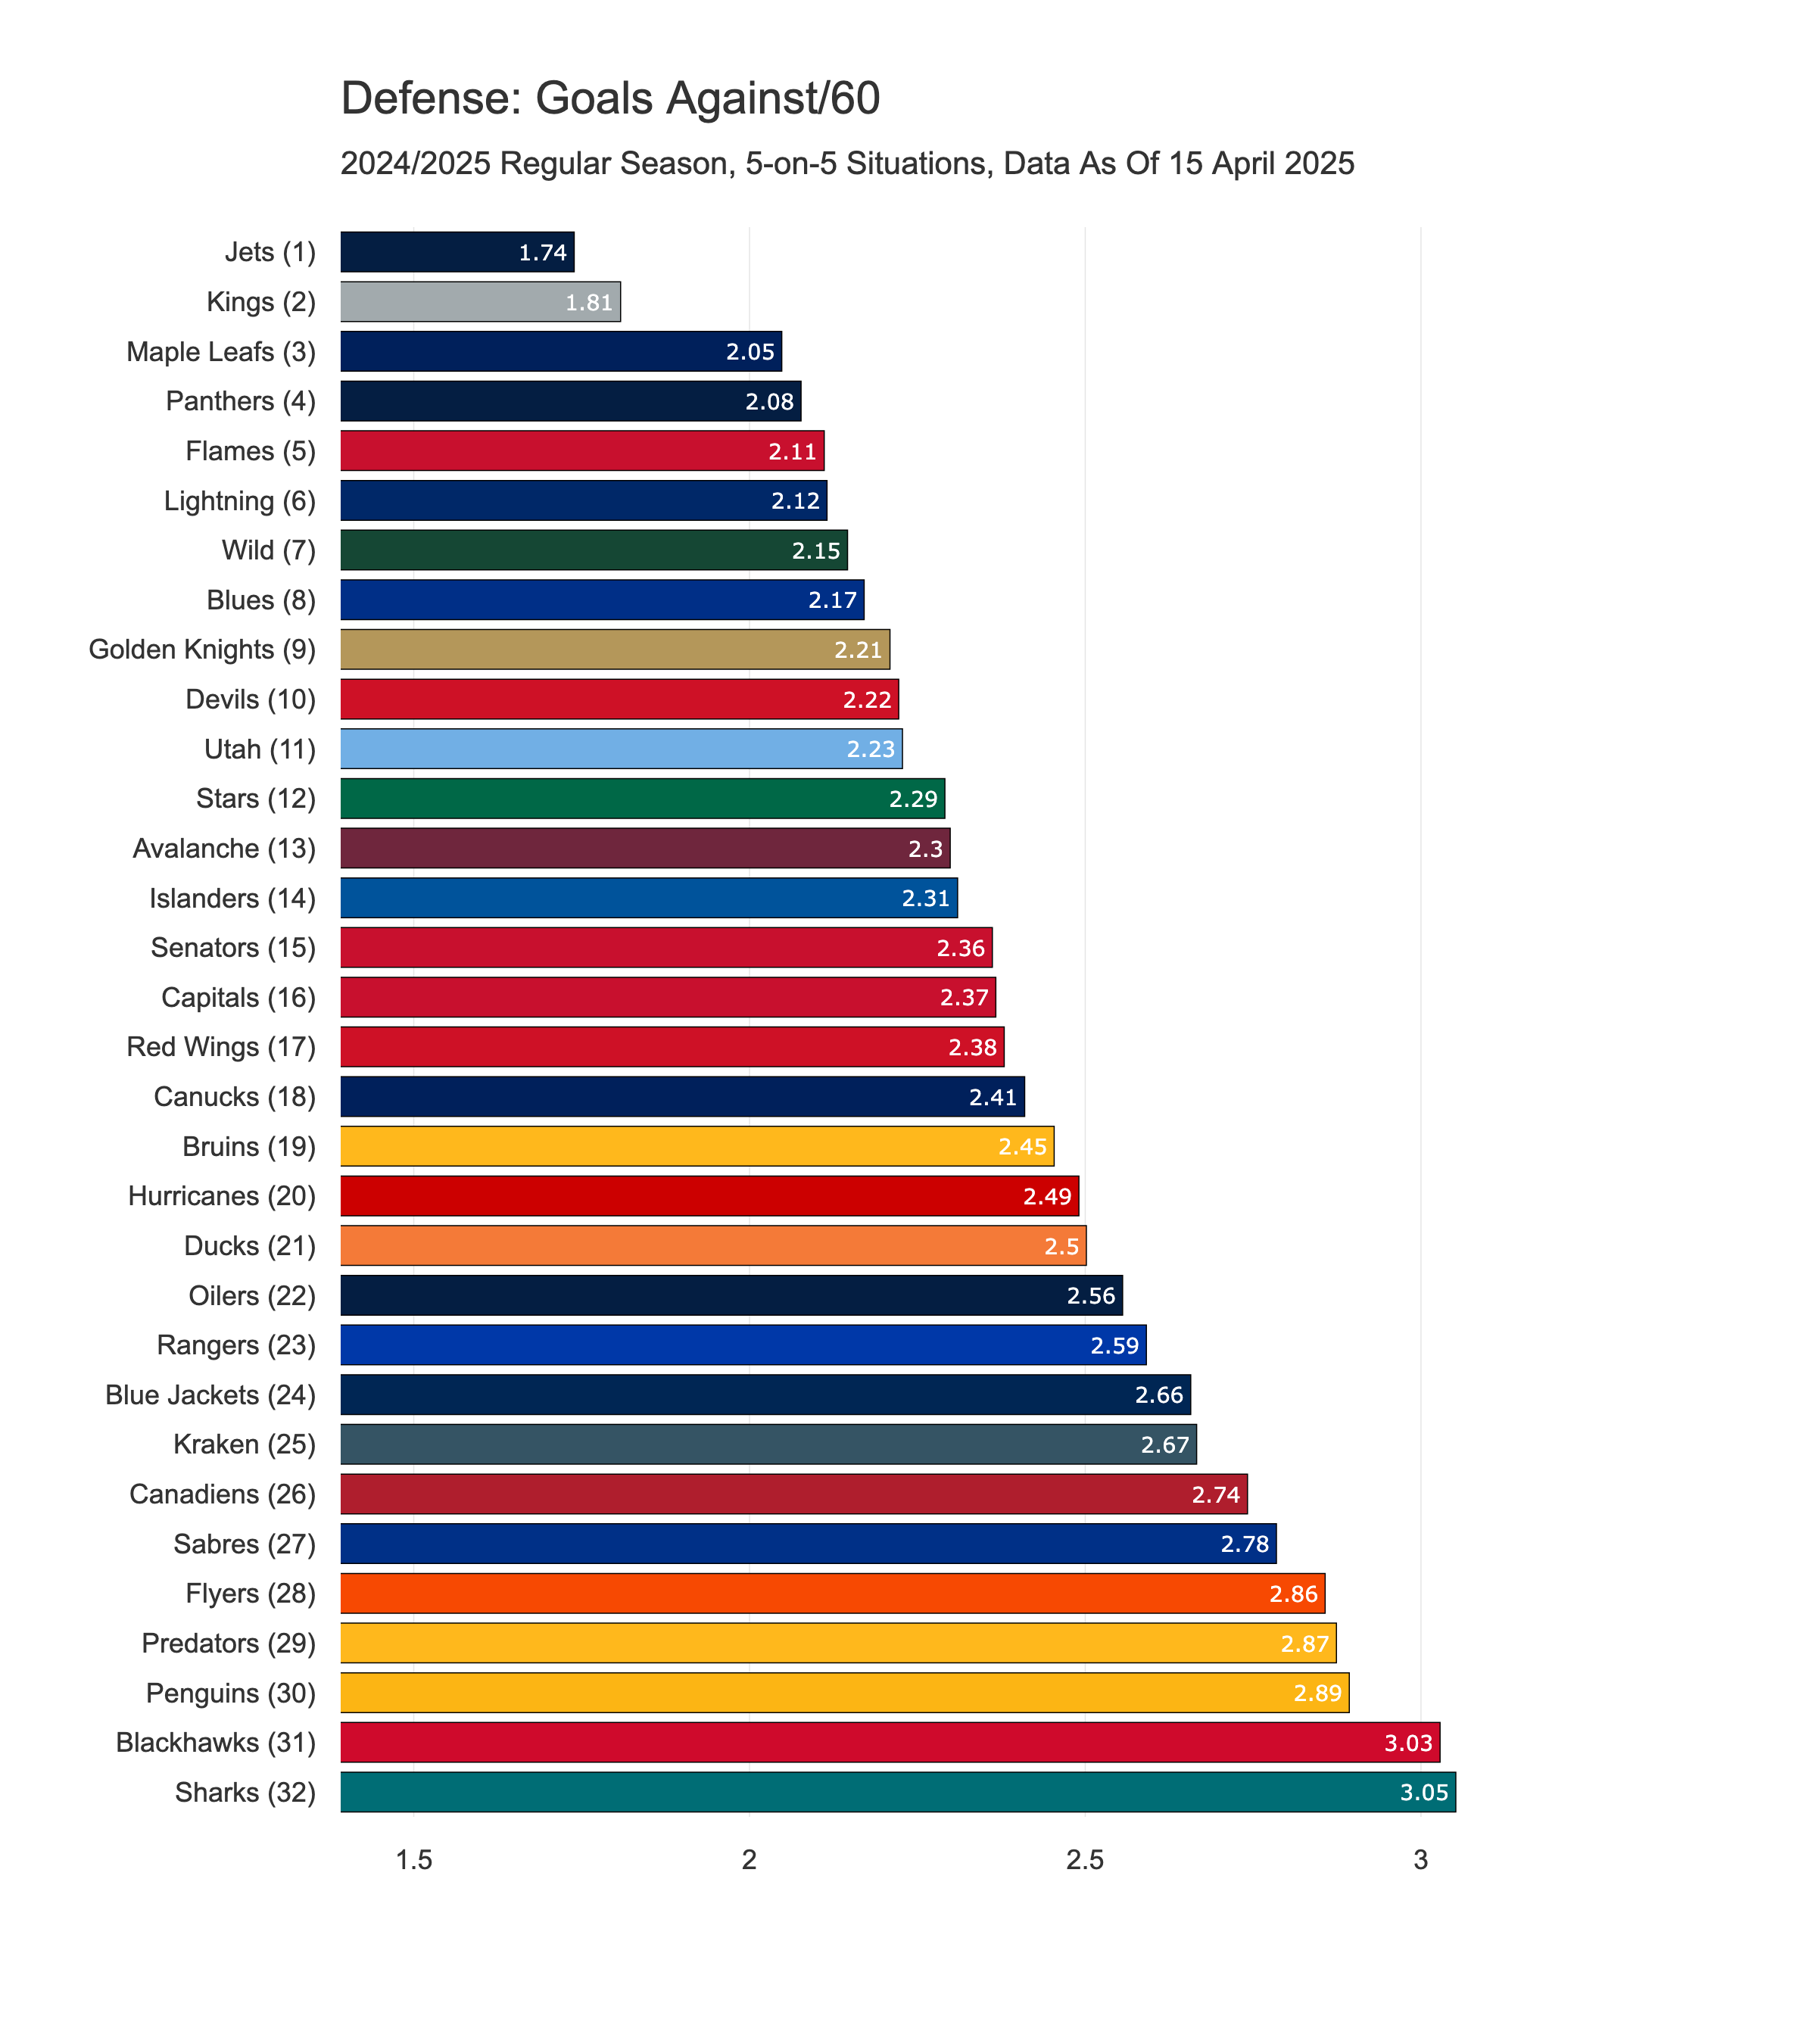 Defense: Goals Against/60
2024/2025 Regular Season, 5-on-5 Situations, Data As Of 15 April 2025
Jets (1) 1.74
Kings (2) 1.81
Maple Leafs (3) 2.05
Panthers (4) 2.08
Flames (5) 2.11
Lightning (6) 2.12
Wild (7) 2.15
Blues (8) 2.17
Golden Knights (9) 2.21
Devils (10) 2.22
Utah (11) 2.23
Stars (12) 2.29
Avalanche (13) 2.3
Islanders (14) 2.31
Senators (15) 2.36
Capitals (16) 2.37
Red Wings (17) 2.38
Canucks (18) 2.41
Bruins (19) 2.45
Hurricanes (20) 2.49
Ducks (21) 2.5
Oilers (22) 2.56
Rangers (23) 2.59
Blue Jackets (24) 2.66
Kraken (25) 2.67
Canadiens (26) 2.74
Sabres (27) 2.78
Flyers (28) 2.86
Predators (29) 2.87
Penguins (30) 2.89
Blackhawks (31) 3.03
Sharks (32) 3.05
1.5 2 2.5 3